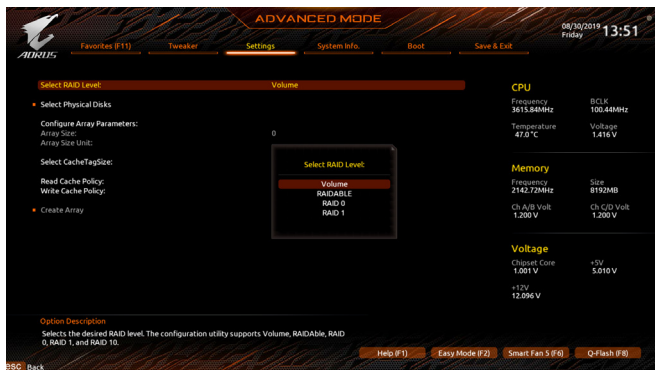 ADVANCED MODE
08/30/2019 13:51
Friday
AORUS
Favorites (F11) Tweaker Settings System Info. Boot Save & Exit
Select RAID Level: Volume
Select Physical Disks
Configure Array Parameters:
Array Size: 0
Array Size Unit:
Select CacheTagSize:
Read Cache Policy:
Write Cache Policy:
Create Array
Select RAID Level:
Volume
RAIDABLE
RAID 0
RAID 1
CPU
Frequency BCLK
3615.84MHz 100.44MHz
Temperature Voltage
47.0 °C 1.416 V
Memory
Frequency Size
2142.72MHz 8192MB
Ch A/B Volt Ch C/D Volt
1.200 V 1.200 V
Voltage
Chipset Core +5V
1.001 V 5.010 V
+12V
12.096 V
Option Description
Selects the desired RAID level. The configuration utility supports Volume, RAIDAble, RAID
0, RAID 1, and RAID 10.
Help (F1) Easy Mode (F2) Smart Fan 5 (F6) Q-Flash (F8)
esc Back